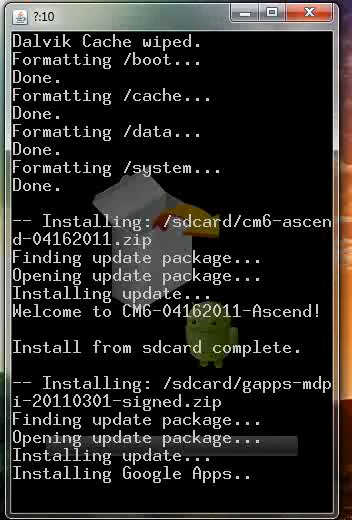 ?:10
Dalvik Cache wiped.
Formatting /boot...
Done.
Formatting /cache...
Done.
Formatting /data...
Done.
Formatting /system...
Done.
-- Installing: /sdcard/cm6-ascen
d-04162011.zip
Finding update package...
Opening update package...
Installing update...
Welcome to CM6-04162011-Ascend!
Install from sdcard complete.
-- Installing: /sdcard/gapps-mdp
i-20110301-signed.zip
Finding update package...
Opening update package...
Installing update...
Installing Google Apps..